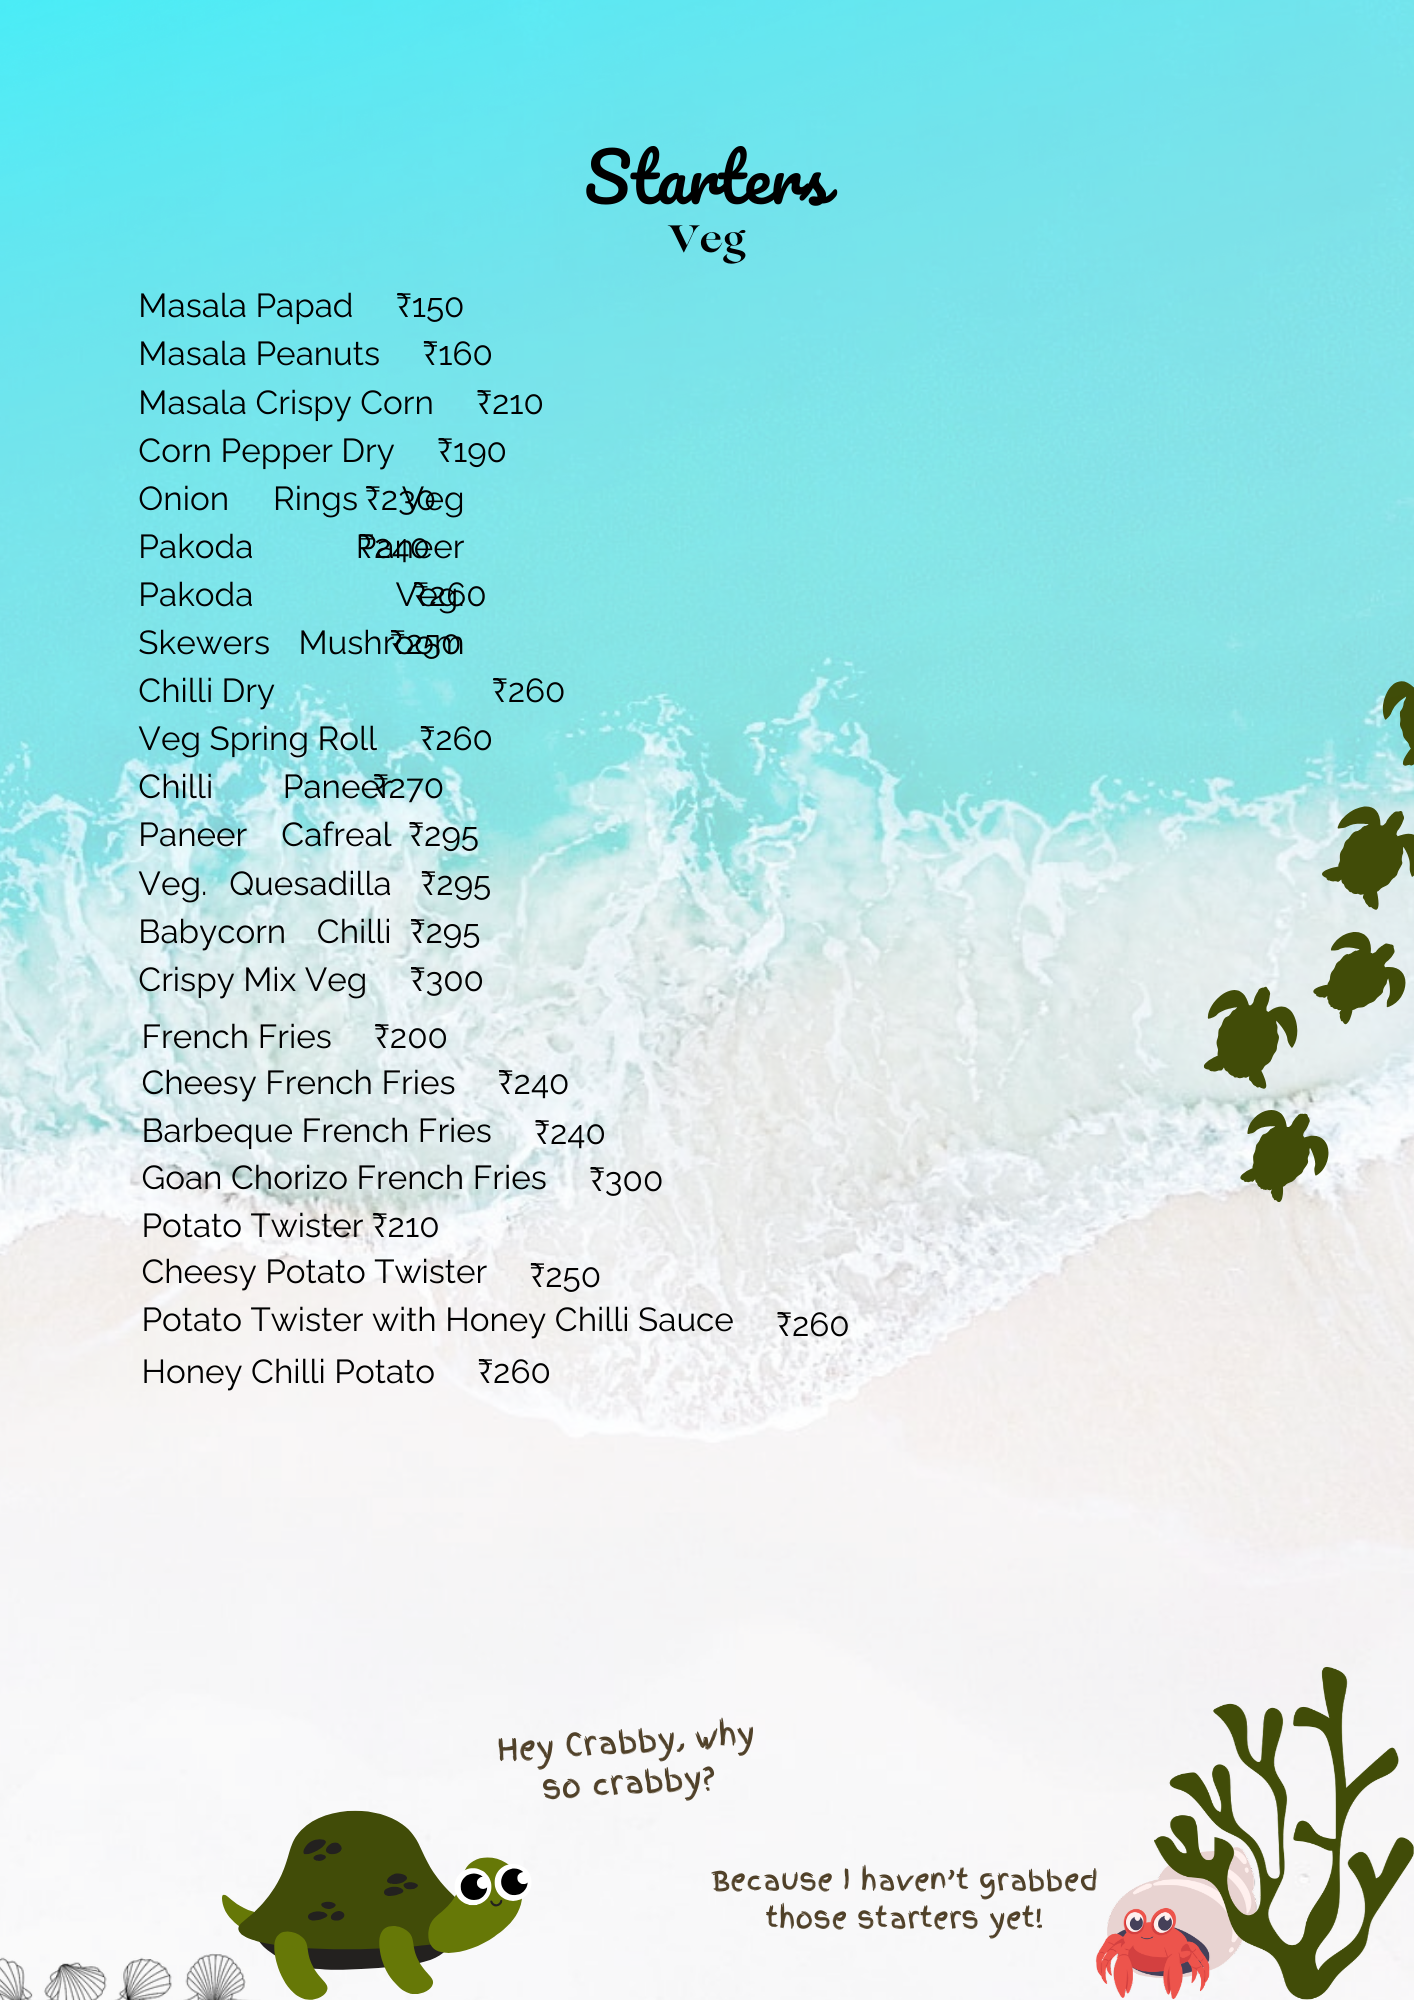 Starters
Veg
Masala Papad ₹150
Masala Peanuts ₹160
Masala Crispy Corn ₹210
Corn Pepper Dry ₹190
Onion Rings ₹230 Veg
Pakoda ₹240 Paneer
Pakoda Veg. ₹260
Skewers Mushroom ₹250
Chilli Dry ₹260
Veg Spring Roll ₹260
Chilli Paneer ₹270
Paneer Cafreal ₹295
Veg. Quesadilla ₹295
Babycorn Chilli ₹295
Crispy Mix Veg ₹300
French Fries ₹200
Cheesy French Fries ₹240
Barbeque French Fries ₹240
Goan Chorizo French Fries ₹300
Potato Twister ₹210
Cheesy Potato Twister ₹250
Potato Twister with Honey Chilli Sauce ₹260
Honey Chilli Potato ₹260
Hey Crabby, why
so crabby?
Because I haven't grabbed
those starters yet!